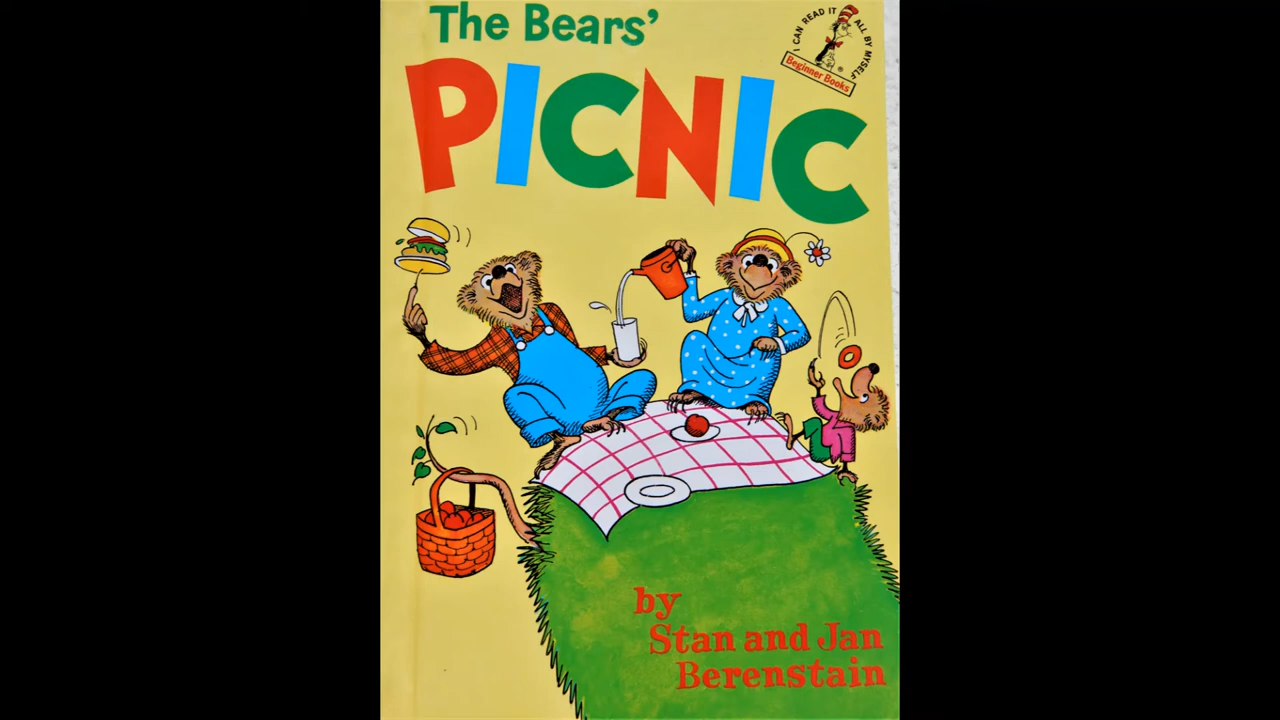 The Bears'
PICNIC
I CAN READ IT ALL BY MYSELF
Beginner Books
by
Stan and Jan
Berenstain